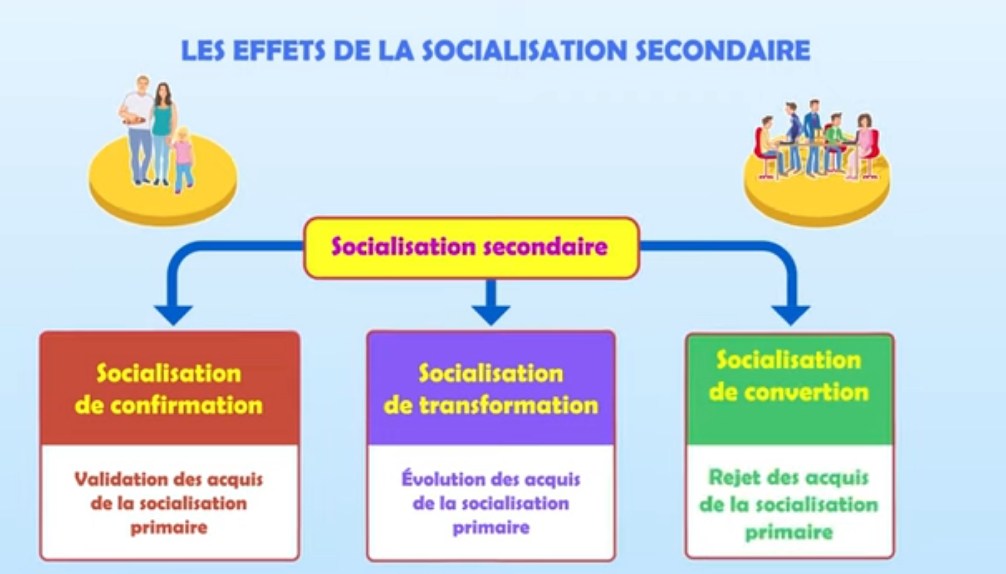 LES EFFETS DE LA SOCIALISATION SECONDAIRE
Socialisation secondaire
Socialisation
de confirmation
Validation des acquis
de la socialisation
primaire
Socialisation
de transformation
Évolution des acquis
de la socialisation
primaire
Socialisation
de convertion
Rejet des acquis
de la socialisation
primaire